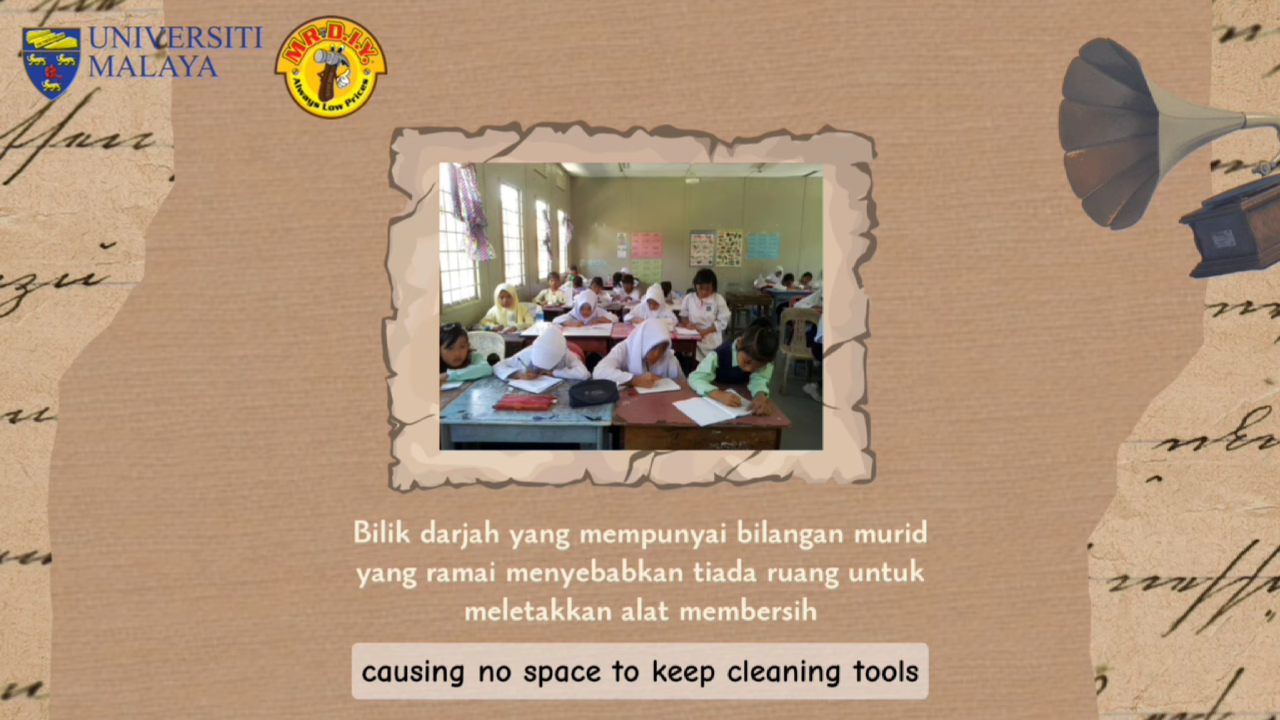 UNIVERSITI
MALAYA
MR.D.I.Y.
Always Low Prices
Bilik darjah yang mempunyai bilangan murid
yang ramai menyebabkan tiada ruang untuk
meletakkan alat membersih
causing no space to keep cleaning tools